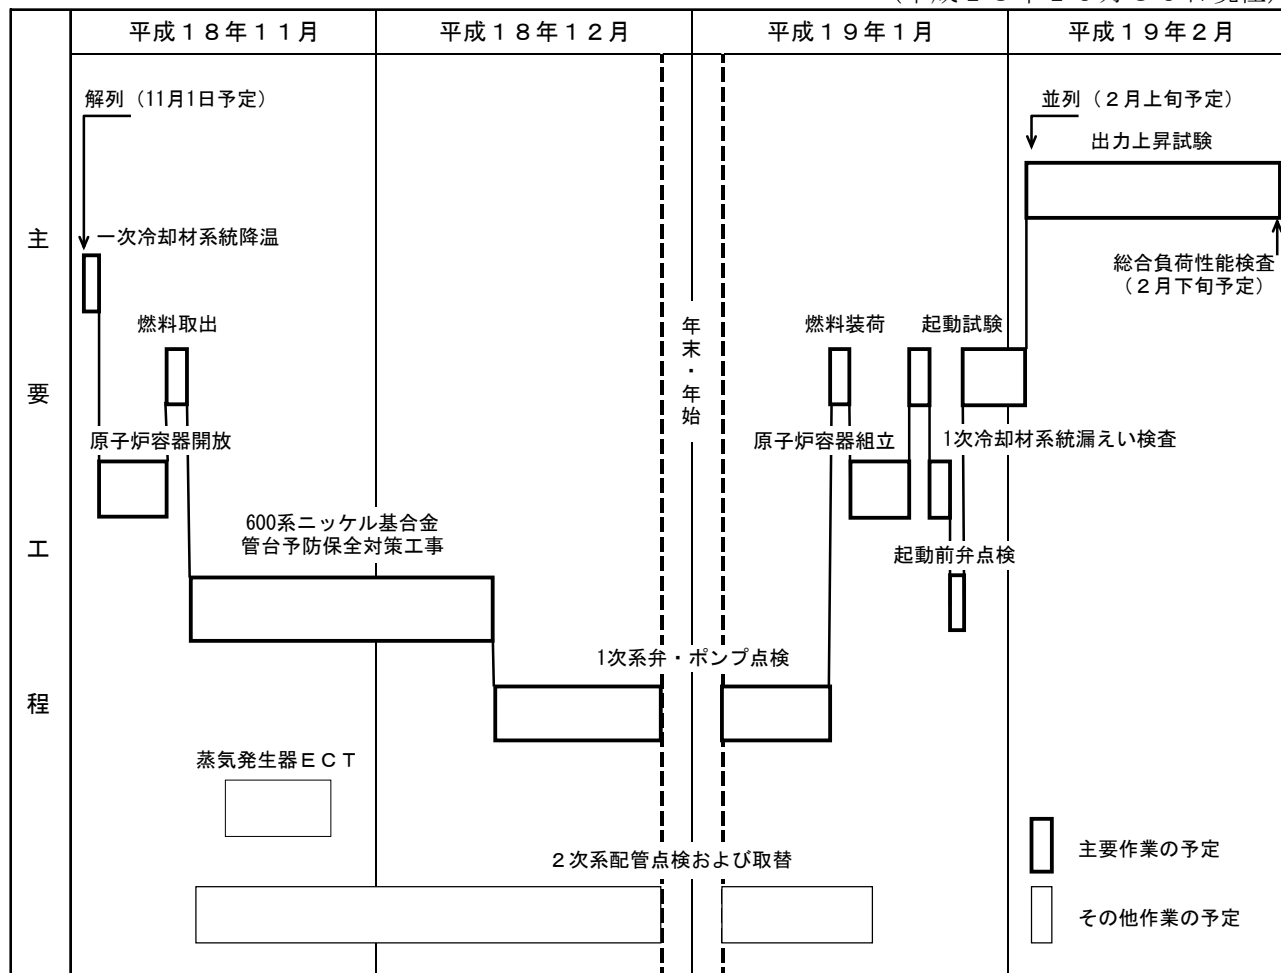 平成１８年１１月
平成１８年１２月
平成１９年１月
平成１９年２月
主要工程
解列（11月1日予定）
並列（２月上旬予定）
出力上昇試験
一次冷却材系統降温
総合負荷性能検査
（２月下旬予定）
燃料取出
年末・年始
燃料装荷
起動試験
原子炉容器開放
原子炉容器組立
1次冷却材系統漏えい検査
600系ニッケル基合金
管台予防保全対策工事
起動前弁点検
1次系弁・ポンプ点検
蒸気発生器ＥＣＴ
２次系配管点検および取替
主要作業の予定
その他作業の予定